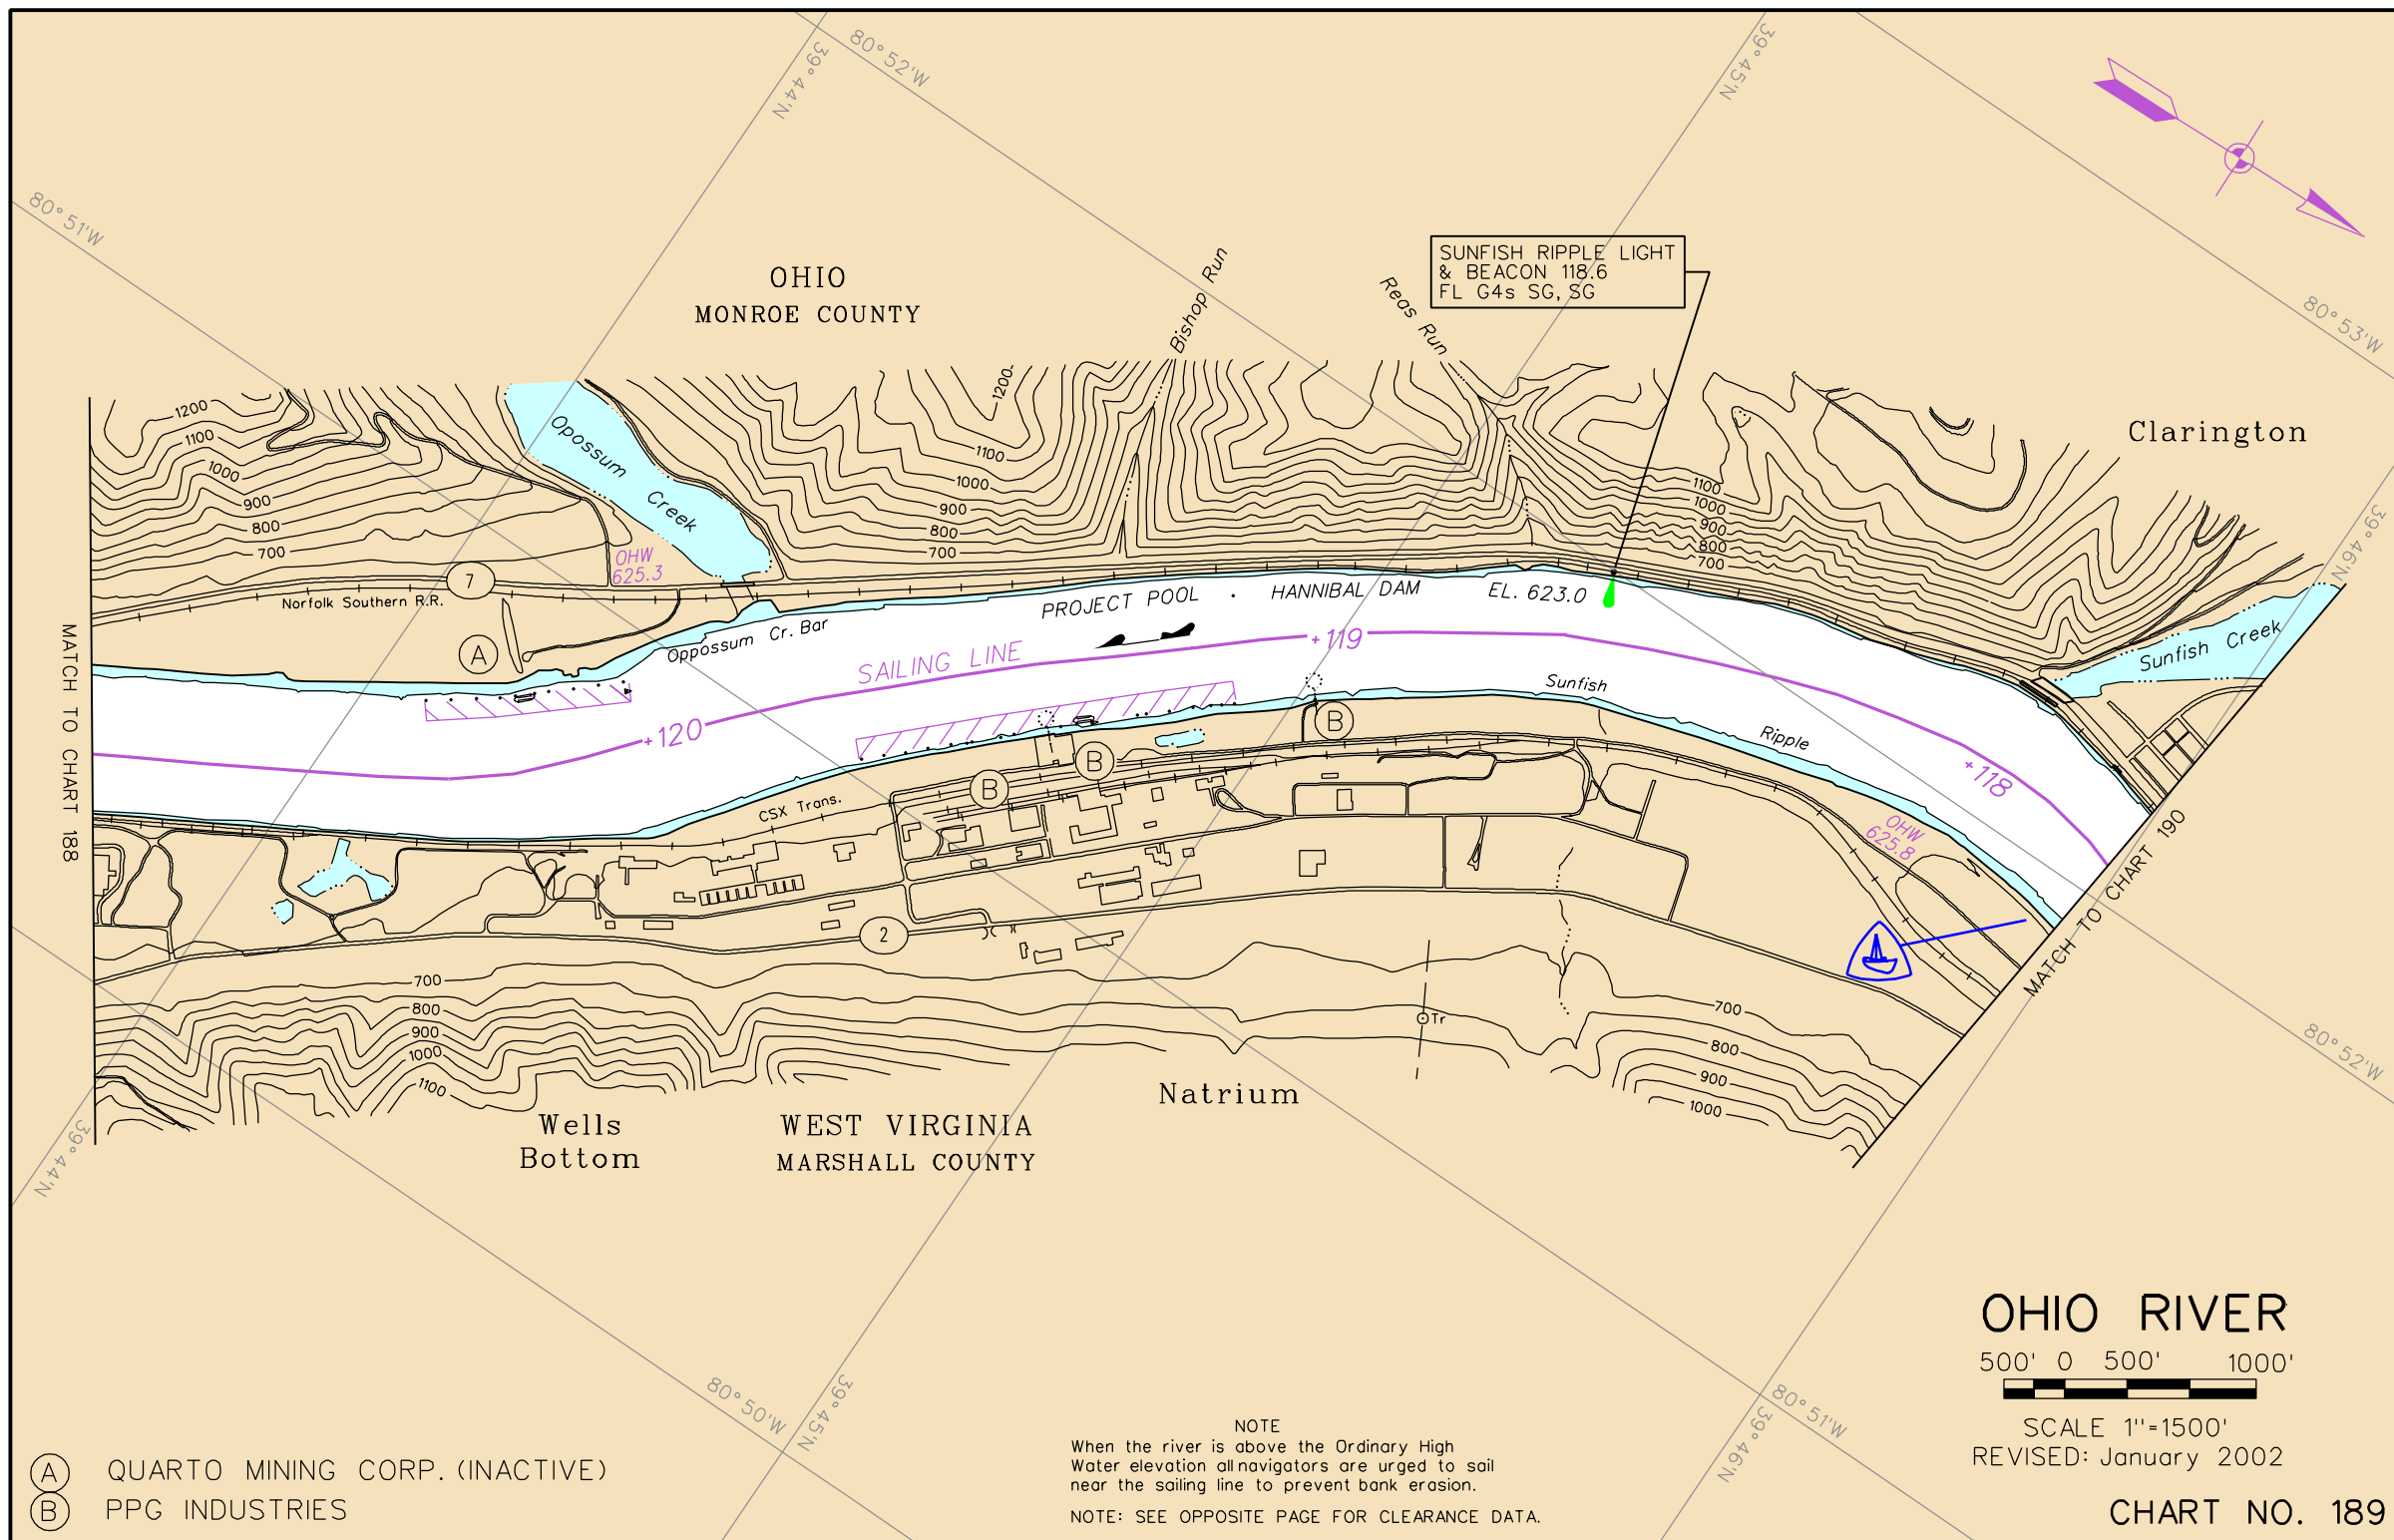 80°52'W
39°44'N
39°45'N
80°51'W
80°53'W
OHIO
MONROE COUNTY
Bishop Run
Reas Run
SUNFISH RIPPLE LIGHT
& BEACON 118.6
FL G4s SG, SG
Clarington
39°46'N
1200
1100
1000
900
800
700
Opossum Creek
1200
1100
1000
900
800
700
1100
1000
900
800
700
OHW
625.3
7
Norfolk Southern R.R.
A
Oppossum Cr. Bar
PROJECT POOL · HANNIBAL DAM EL. 623.0
SAILING LINE
+119
Sunfish Creek
Sunfish
Ripple
+120
+118
MATCH TO CHART 188
B
B
B
CSX Trans.
OHW
625.8
MATCH TO CHART 190
2
700
800
900
1000
1100
Tr
700
800
900
1000
39°44'N
80°52'W
Natrium
Wells
Bottom
WEST VIRGINIA
MARSHALL COUNTY
80°50'W
39°45'N
80°51'W
39°46'N
OHIO RIVER
500' 0 500' 1000'
SCALE 1"=1500'
REVISED: January 2002
NOTE
When the river is above the Ordinary High
Water elevation all navigators are urged to sail
near the sailing line to prevent bank erosion.
NOTE: SEE OPPOSITE PAGE FOR CLEARANCE DATA.
A QUARTO MINING CORP. (INACTIVE)
B PPG INDUSTRIES
CHART NO. 189